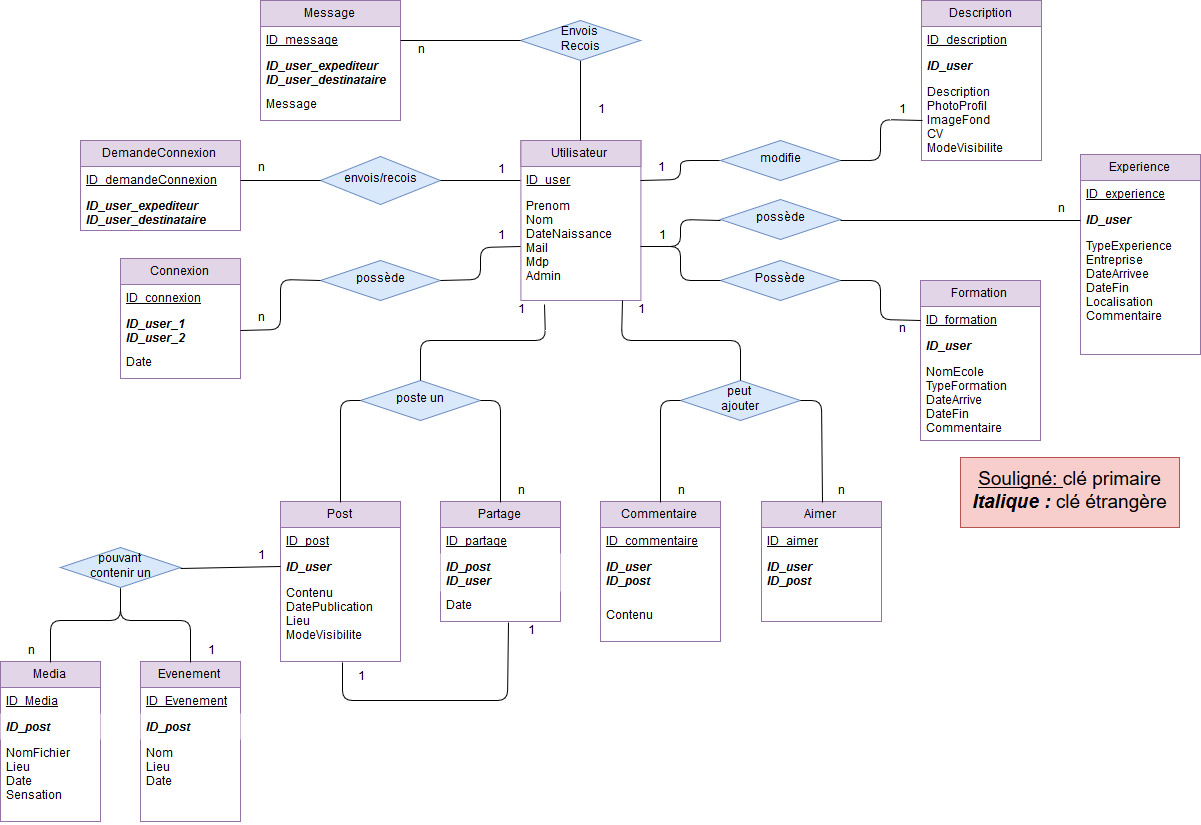 Message
ID_message
ID_user_expediteur
ID_user_destinataire
Message
n
Envois
Recois
1
Description
ID_description
ID_user
Description
PhotoProfil
ImageFond
CV
ModeVisibilite
1
modifie
1
DemandeConnexion
ID_demandeConnexion
ID_user_expediteur
ID_user_destinataire
n
envois/recois
1
Utilisateur
ID_user
Prenom
Nom
DateNaissance
Mail
Mdp
Admin
Experience
ID_experience
ID_user
TypeExperience
Entreprise
DateArrivee
DateFin
Localisation
Commentaire
n
possède
1
Possède
n
Connexion
ID_connexion
ID_user_1
ID_user_2
Date
n
possède
1
Formation
ID_formation
ID_user
NomEcole
TypeFormation
DateArrive
DateFin
Commentaire
1
1
poste un
peut
ajouter
Souligné: clé primaire
Italique : clé étrangère
n
n
n
Post
ID_post
ID_user
Contenu
DatePublication
Lieu
ModeVisibilite
Partage
ID_partage
ID_post
ID_user
Date
Commentaire
ID_commentaire
ID_user
ID_post
Contenu
Aimer
ID_aimer
ID_user
ID_post
pouvant
contenir un
1
1
1
n
1
Media
ID_Media
ID_post
NomFichier
Lieu
Date
Sensation
Evenement
ID_Evenement
ID_post
Nom
Lieu
Date